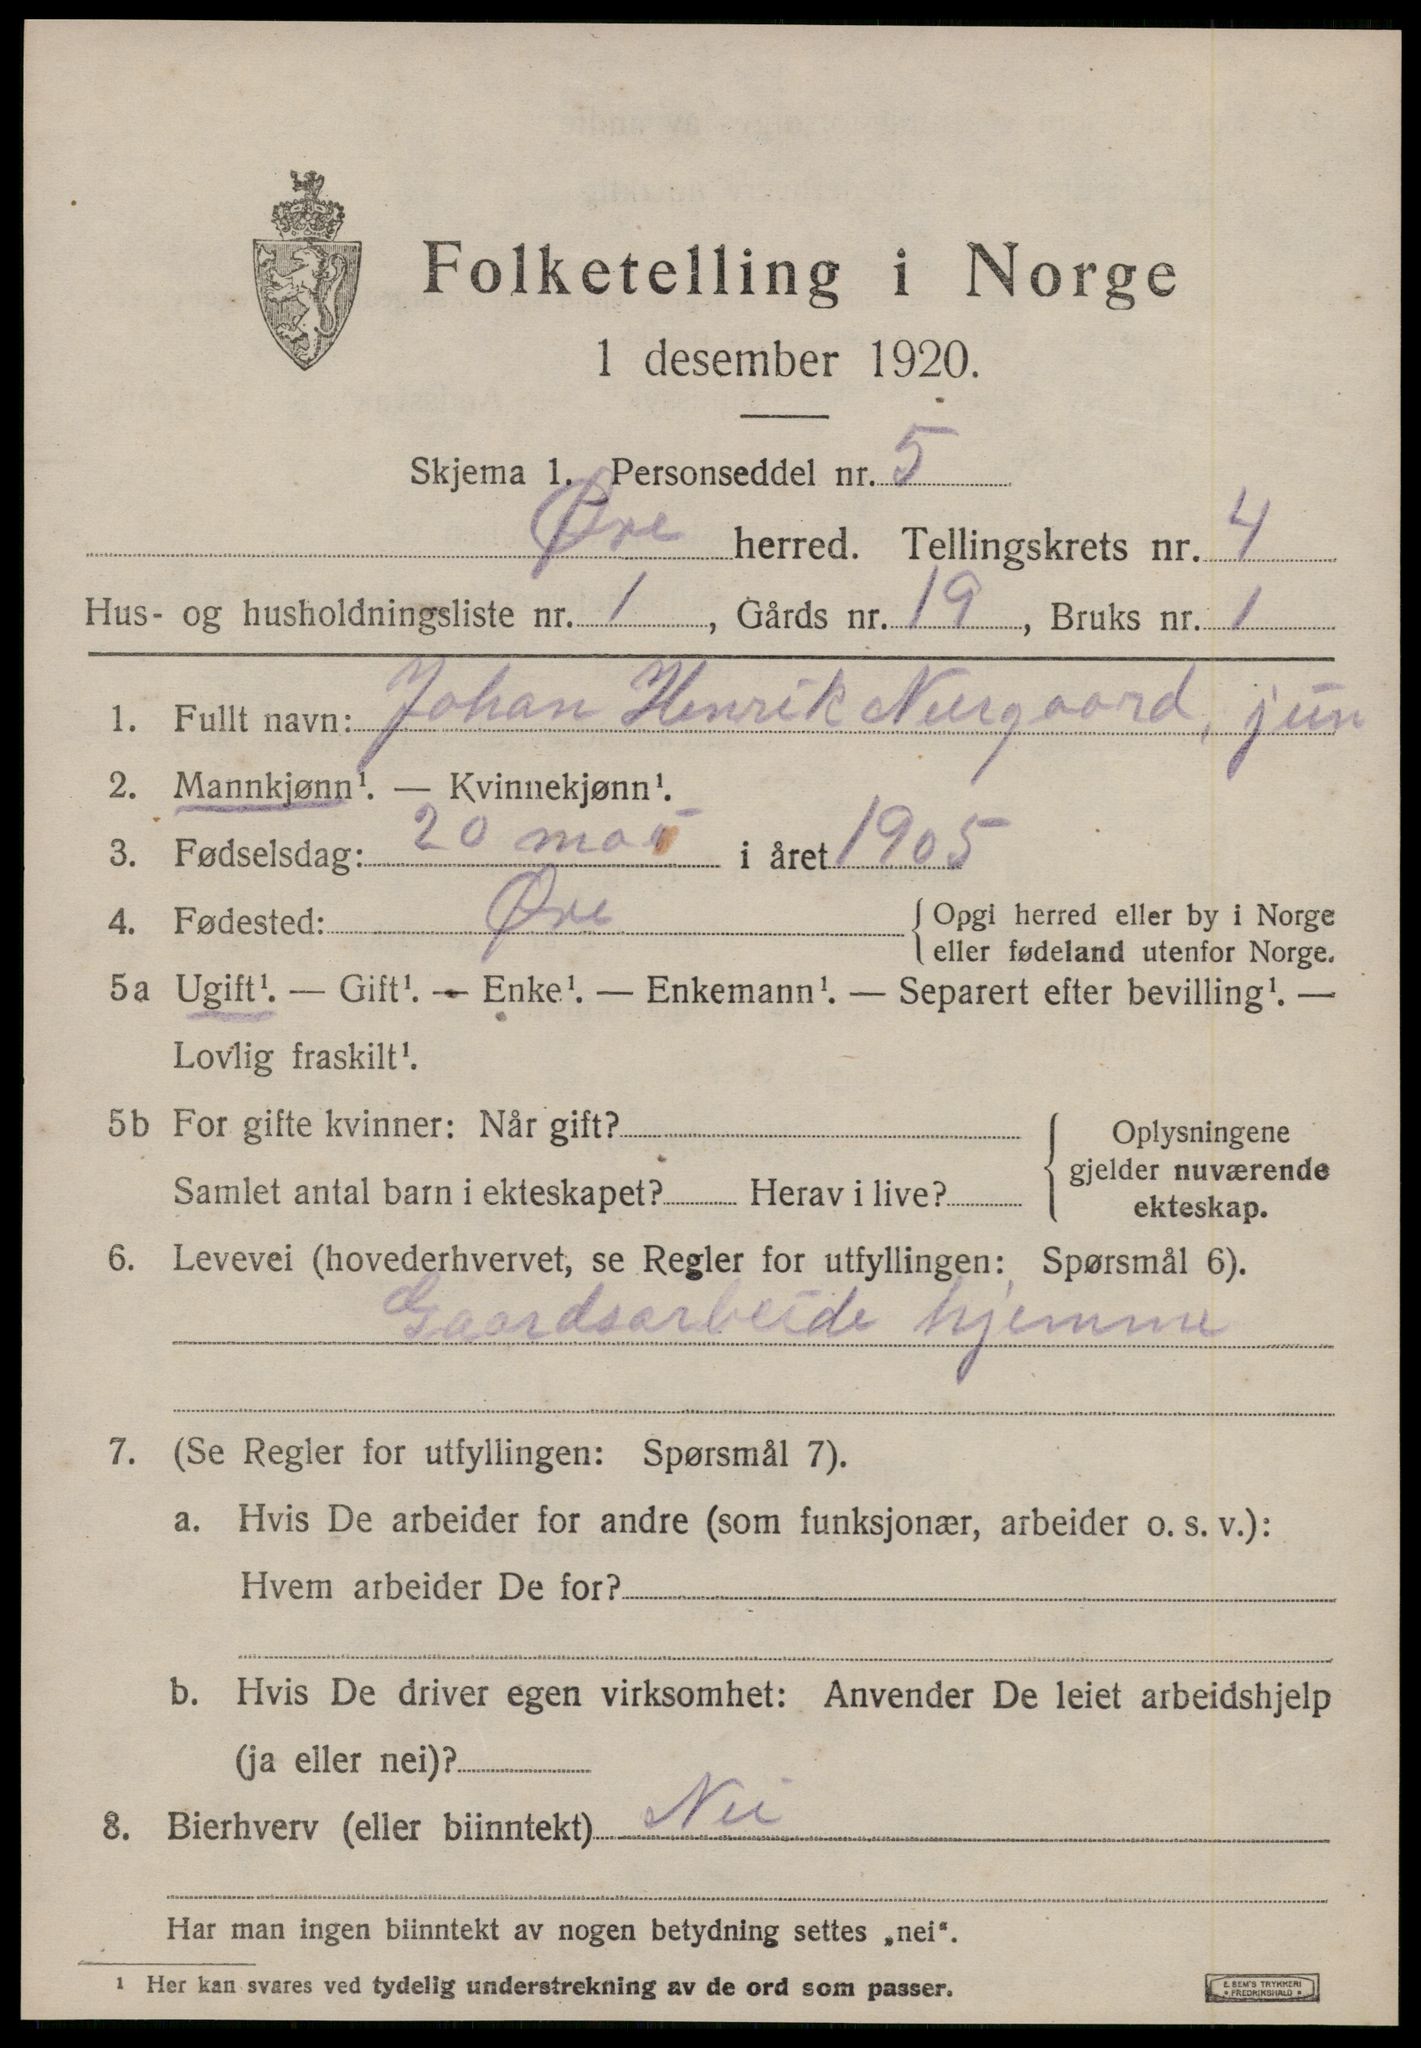 Folketelling i Norge
1 desember 1920.
Skjema 1. Personseddel nr. 5
Øre herred. Tellingskrets nr. 4
Hus- og husholdningsliste nr. 1, Gårds nr. 19, Bruks nr. 1
1. Fullt navn: Johan Henrik Neergaard, jun
2. Mannkjønn¹. — Kvinnekjønn¹.
3. Fødselsdag: 20 mai i året 1905
4. Fødested: Øre { Opgi herred eller by i Norge
eller fødeland utenfor Norge.
5a Ugift¹. — Gift¹. — Enke¹. — Enkemann¹. — Separert efter bevilling¹. —
Lovlig fraskilt¹.
5b For gifte kvinner: Når gift?
Samlet antal barn i ekteskapet? Herav i live?
{ Oplysningene
gjelder nuværende
ekteskap.
6. Levevei (hovederhvervet, se Regler for utfyllingen: Spørsmål 6).
Gaardsarbeide hjemme
7. (Se Regler for utfyllingen: Spørsmål 7).
a. Hvis De arbeider for andre (som funksjonær, arbeider o. s. v.):
Hvem arbeider De for?
b. Hvis De driver egen virksomhet: Anvender De leiet arbeidshjelp
(ja eller nei)?
8. Bierhverv (eller biinntekt) Nei
Har man ingen biinntekt av nogen betydning settes „nei“.
¹ Her kan svares ved tydelig understrekning av de ord som passer.
E. SEM'S TRYKKERI
• FREDRIKSHALD •